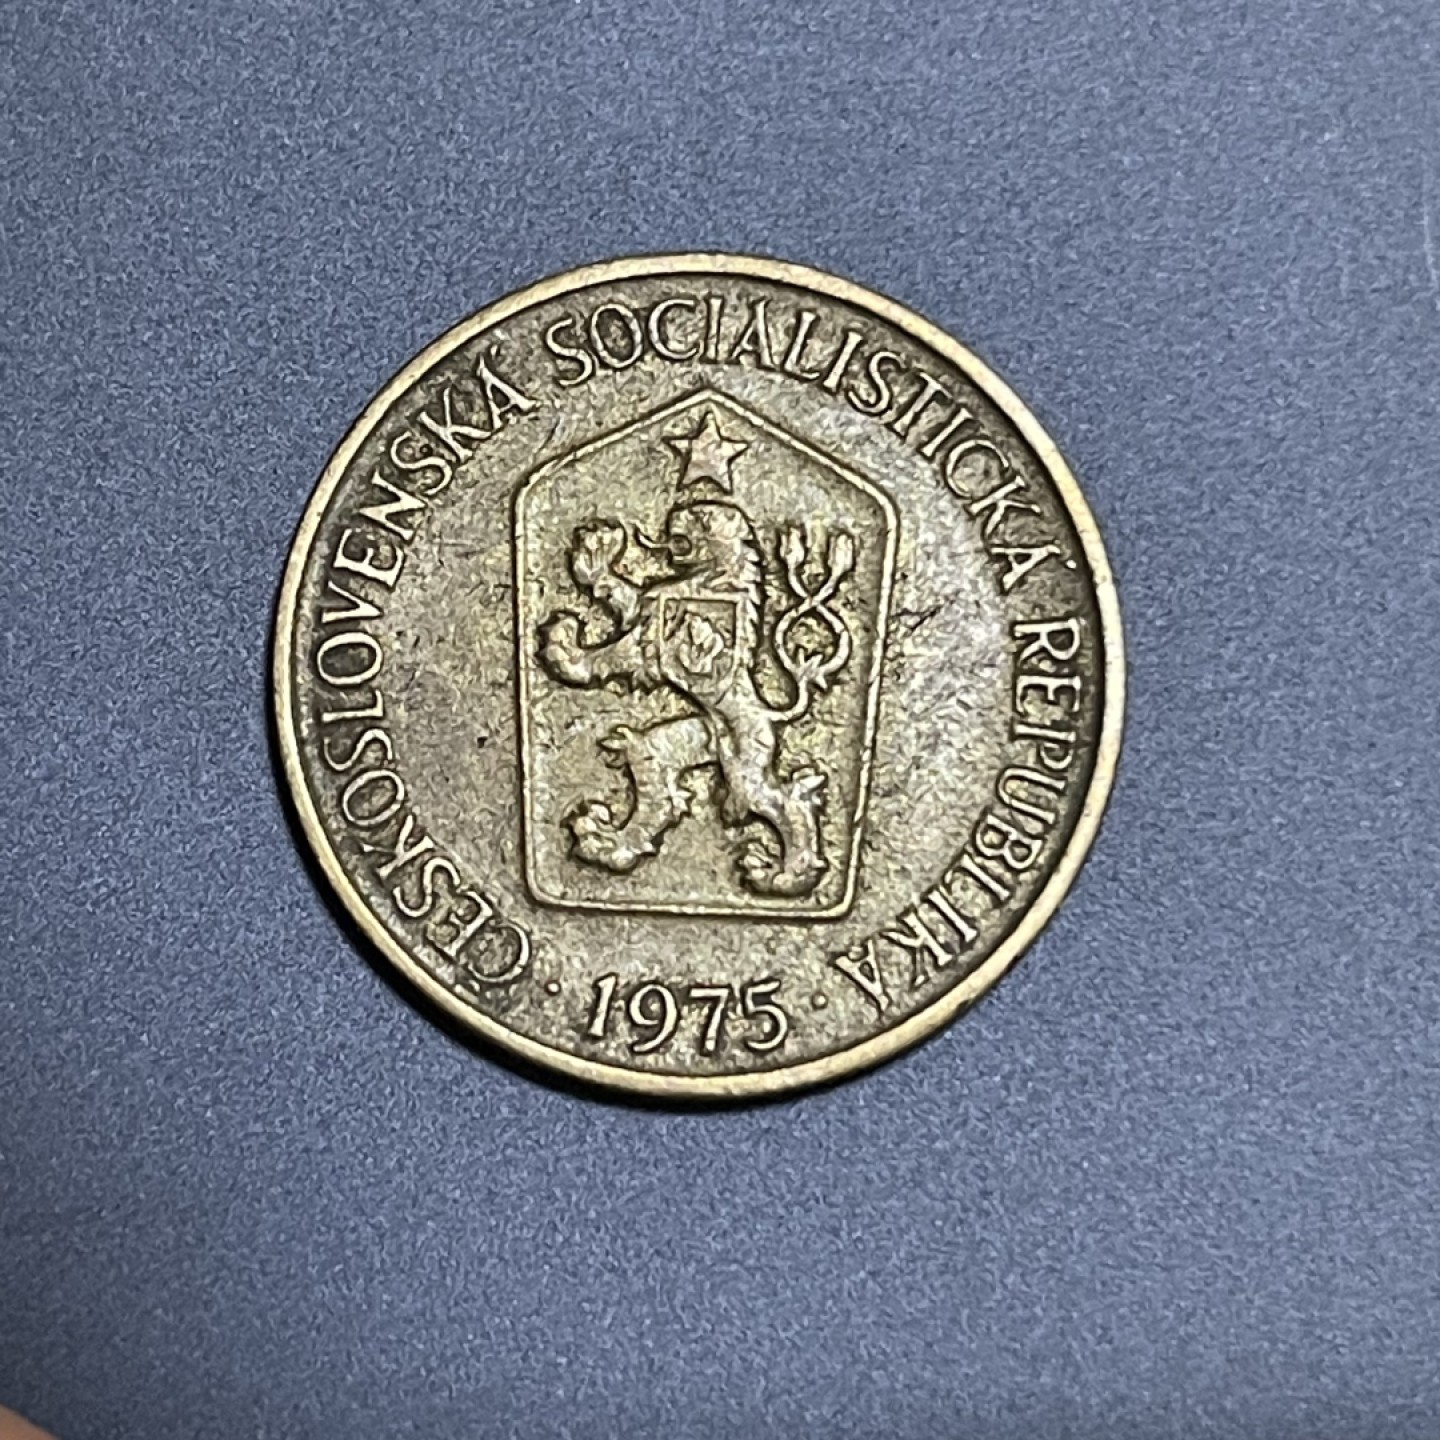 ČESKOSLOVENSKÁ SOCIALISTICKÁ REPUBLIKA
· 1975 ·